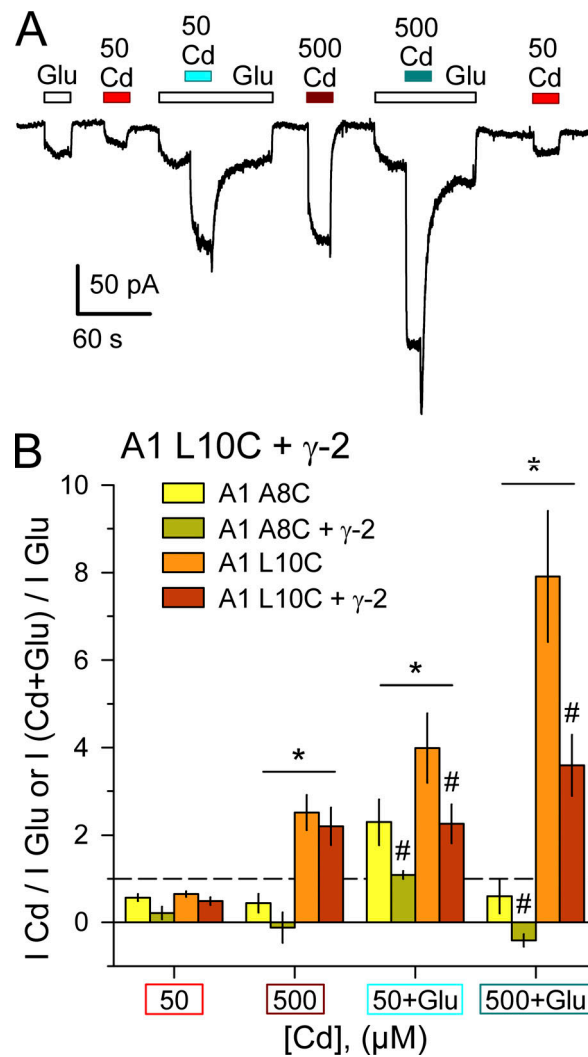 A
50 500
50 500 50
Glu Cd Cd Glu Cd Cd Glu Cd
50 pA
60 s
B A1 L10C + γ-2
10
8
6
4
2
0
I Cd / I Glu or I (Cd+Glu) / I Glu
A1 A8C
A1 A8C + γ-2
A1 L10C
A1 L10C + γ-2
*
*
*
#
#
#
#
50 500 50+Glu 500+Glu
[Cd], (μM)